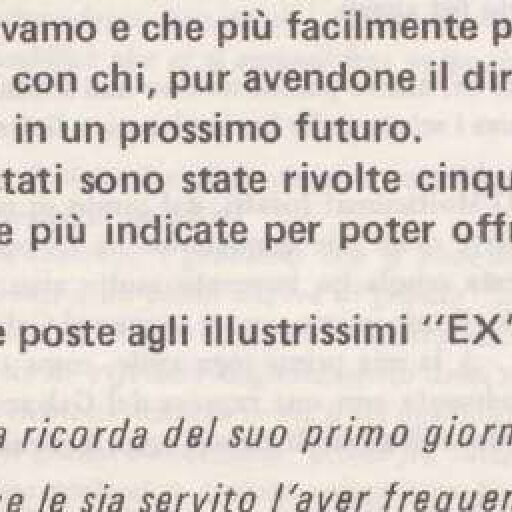 vamo e che più facilmente p
con chi, pur avendone il dir
in un prossimo futuro.
tati sono state rivolte cinqu
e più indicate per poter offr
e poste agli illustrissimi ‘‘EX’
a ricorda del suo primo giorn
se le sia servito l'aver frequen